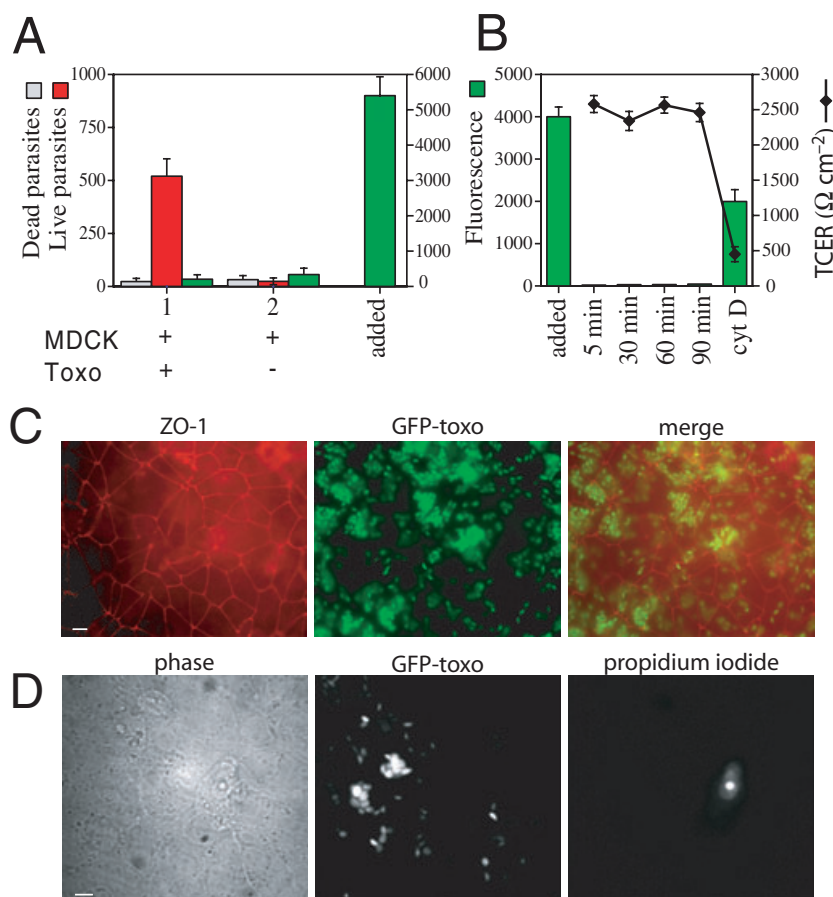 A
Dead parasites
Live parasites
1000
750
500
250
0
6000
5000
4000
3000
2000
1000
0
1
2
added
MDCK + +
Toxo + -
B
Fluorescence
5000
4000
3000
2000
1000
0
3000
2500
2000
1500
1000
500
0
TCER (Ω cm⁻²)
added
5 min
30 min
60 min
90 min
cyt D
C
ZO-1
GFP-toxo
merge
D
phase
GFP-toxo
propidium iodide